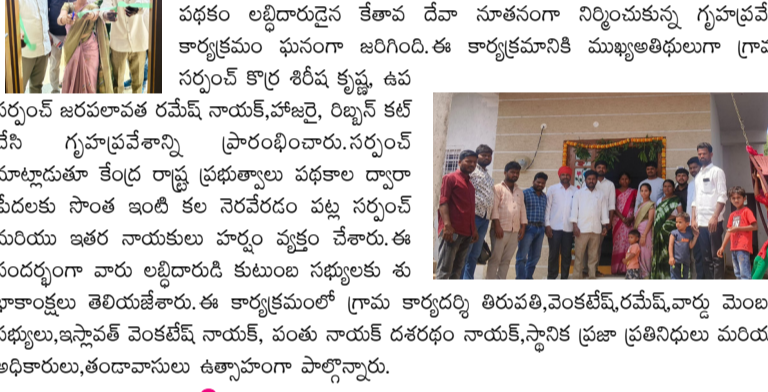 పథకం లబ్ధిదారుడైన కేతావ దేవా నూతనంగా నిర్మించుకున్న గృహప్రవే
కార్యక్రమం ఘనంగా జరిగింది.ఈ కార్యక్రమానికి ముఖ్యఅతిథులుగా గ్రామ
సర్పంచ్ కొర్ర శిరీష కృష్ణ, ఉప
సర్పంచ్ జరపలావత రమేష్ నాయక్,హాజరై, రిబ్బన్ కట్
చేసి గృహప్రవేశాన్ని ప్రారంభించారు.సర్పంచ్
మాట్లాడుతూ కేంద్ర రాష్ట్ర ప్రభుత్వాలు పథకాల ద్వారా
పేదలకు సొంత ఇంటి కల నెరవేరడం పట్ల సర్పంచ్
మరియు ఇతర నాయకులు హర్షం వ్యక్తం చేశారు.ఈ
సందర్భంగా వారు లబ్ధిదారుడి కుటుంబ సభ్యులకు శు
భాకాంక్షలు తెలియజేశారు.ఈ కార్యక్రమంలో గ్రామ కార్యదర్శి తిరుపతి,వెంకటేష్,రమేష్,వార్డు మెంబ
సభ్యులు,ఇస్లావత్ వెంకటేష్ నాయక్, పంతు నాయక్ దశరథం నాయక్,స్థానిక ప్రజా ప్రతినిధులు మరియ
అధికారులు,తండావాసులు ఉత్సాహంగా పాల్గొన్నారు.